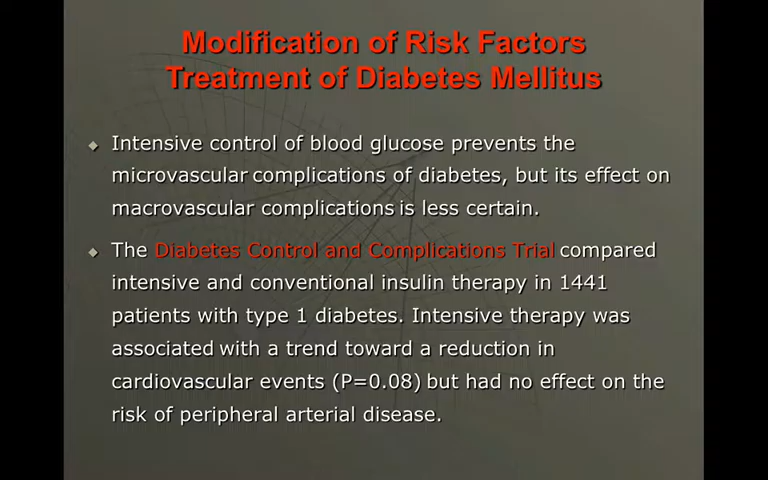 Modification of Risk Factors
Treatment of Diabetes Mellitus
Intensive control of blood glucose prevents the
microvascular complications of diabetes, but its effect on
macrovascular complications is less certain.
The Diabetes Control and Complications Trial compared
intensive and conventional insulin therapy in 1441
patients with type 1 diabetes. Intensive therapy was
associated with a trend toward a reduction in
cardiovascular events (P=0.08) but had no effect on the
risk of peripheral arterial disease.